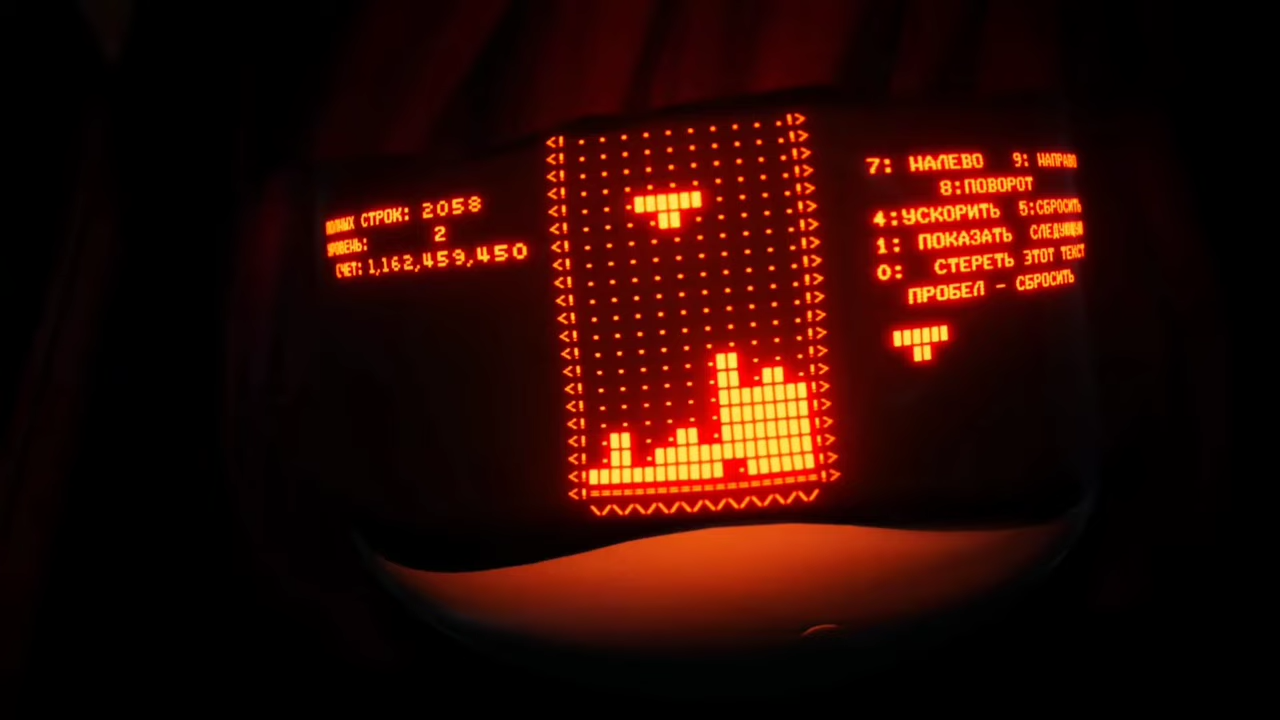 ПОЛНЫХ СТРОК: 2058
УРОВЕНЬ: 2
СЧЕТ: 1,162,459,450
7: НАЛЕВО 9: НАПРАВО
8:ПОВОРОТ
4:УСКОРИТЬ 5:СБРОСИТЬ
1: ПОКАЗАТЬ
0: СТЕРЕТЬ ЭТОТ ТЕКСТ
ПРОБЕЛ - СБРОСИТЬ